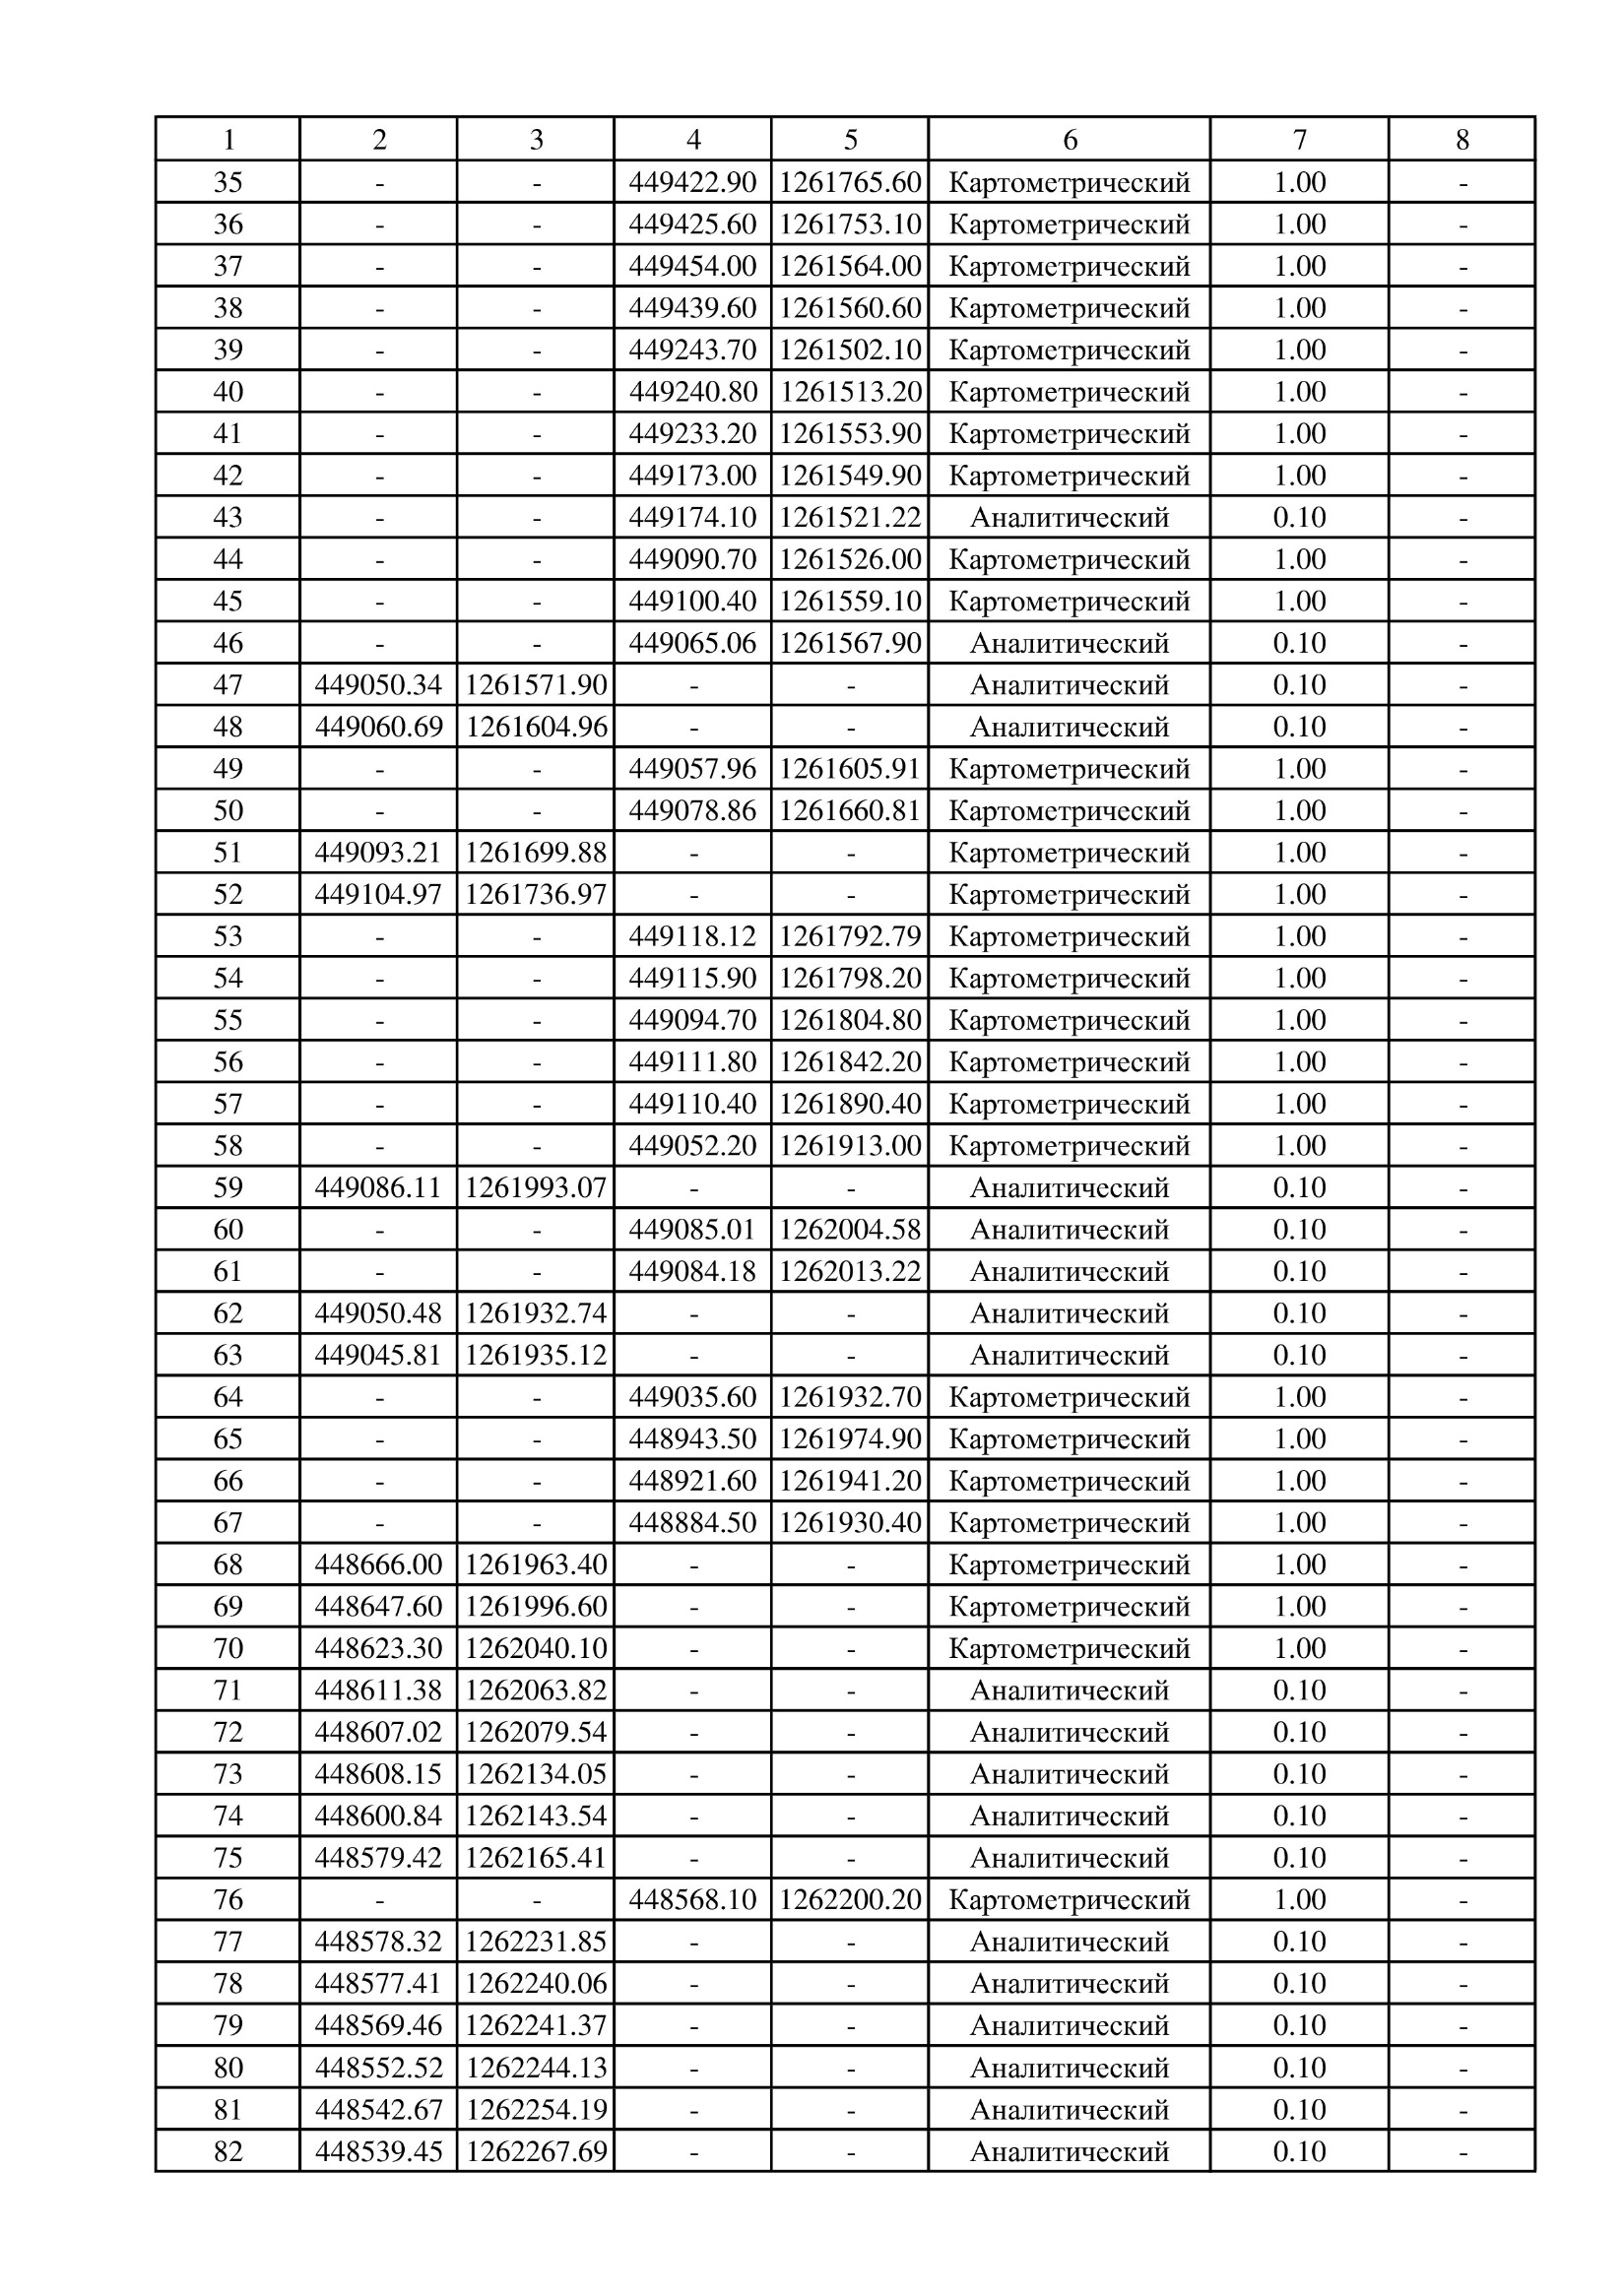 1 2 3 4 5 6 7 8
35 - - 449422.90 1261765.60 Картометрический 1.00 -
36 - - 449425.60 1261753.10 Картометрический 1.00 -
37 - - 449454.00 1261564.00 Картометрический 1.00 -
38 - - 449439.60 1261560.60 Картометрический 1.00 -
39 - - 449243.70 1261502.10 Картометрический 1.00 -
40 - - 449240.80 1261513.20 Картометрический 1.00 -
41 - - 449233.20 1261553.90 Картометрический 1.00 -
42 - - 449173.00 1261549.90 Картометрический 1.00 -
43 - - 449174.10 1261521.22 Аналитический 0.10 -
44 - - 449090.70 1261526.00 Картометрический 1.00 -
45 - - 449100.40 1261559.10 Картометрический 1.00 -
46 - - 449065.06 1261567.90 Аналитический 0.10 -
47 449050.34 1261571.90 - - Аналитический 0.10 -
48 449060.69 1261604.96 - - Аналитический 0.10 -
49 - - 449057.96 1261605.91 Картометрический 1.00 -
50 - - 449078.86 1261660.81 Картометрический 1.00 -
51 449093.21 1261699.88 - - Картометрический 1.00 -
52 449104.97 1261736.97 - - Картометрический 1.00 -
53 - - 449118.12 1261792.79 Картометрический 1.00 -
54 - - 449115.90 1261798.20 Картометрический 1.00 -
55 - - 449094.70 1261804.80 Картометрический 1.00 -
56 - - 449111.80 1261842.20 Картометрический 1.00 -
57 - - 449110.40 1261890.40 Картометрический 1.00 -
58 - - 449052.20 1261913.00 Картометрический 1.00 -
59 449086.11 1261993.07 - - Аналитический 0.10 -
60 - - 449085.01 1262004.58 Аналитический 0.10 -
61 - - 449084.18 1262013.22 Аналитический 0.10 -
62 449050.48 1261932.74 - - Аналитический 0.10 -
63 449045.81 1261935.12 - - Аналитический 0.10 -
64 - - 449035.60 1261932.70 Картометрический 1.00 -
65 - - 448943.50 1261974.90 Картометрический 1.00 -
66 - - 448921.60 1261941.20 Картометрический 1.00 -
67 - - 448884.50 1261930.40 Картометрический 1.00 -
68 448666.00 1261963.40 - - Картометрический 1.00 -
69 448647.60 1261996.60 - - Картометрический 1.00 -
70 448623.30 1262040.10 - - Картометрический 1.00 -
71 448611.38 1262063.82 - - Аналитический 0.10 -
72 448607.02 1262079.54 - - Аналитический 0.10 -
73 448608.15 1262134.05 - - Аналитический 0.10 -
74 448600.84 1262143.54 - - Аналитический 0.10 -
75 448579.42 1262165.41 - - Аналитический 0.10 -
76 - - 448568.10 1262200.20 Картометрический 1.00 -
77 448578.32 1262231.85 - - Аналитический 0.10 -
78 448577.41 1262240.06 - - Аналитический 0.10 -
79 448569.46 1262241.37 - - Аналитический 0.10 -
80 448552.52 1262244.13 - - Аналитический 0.10 -
81 448542.67 1262254.19 - - Аналитический 0.10 -
82 448539.45 1262267.69 - - Аналитический 0.10 -